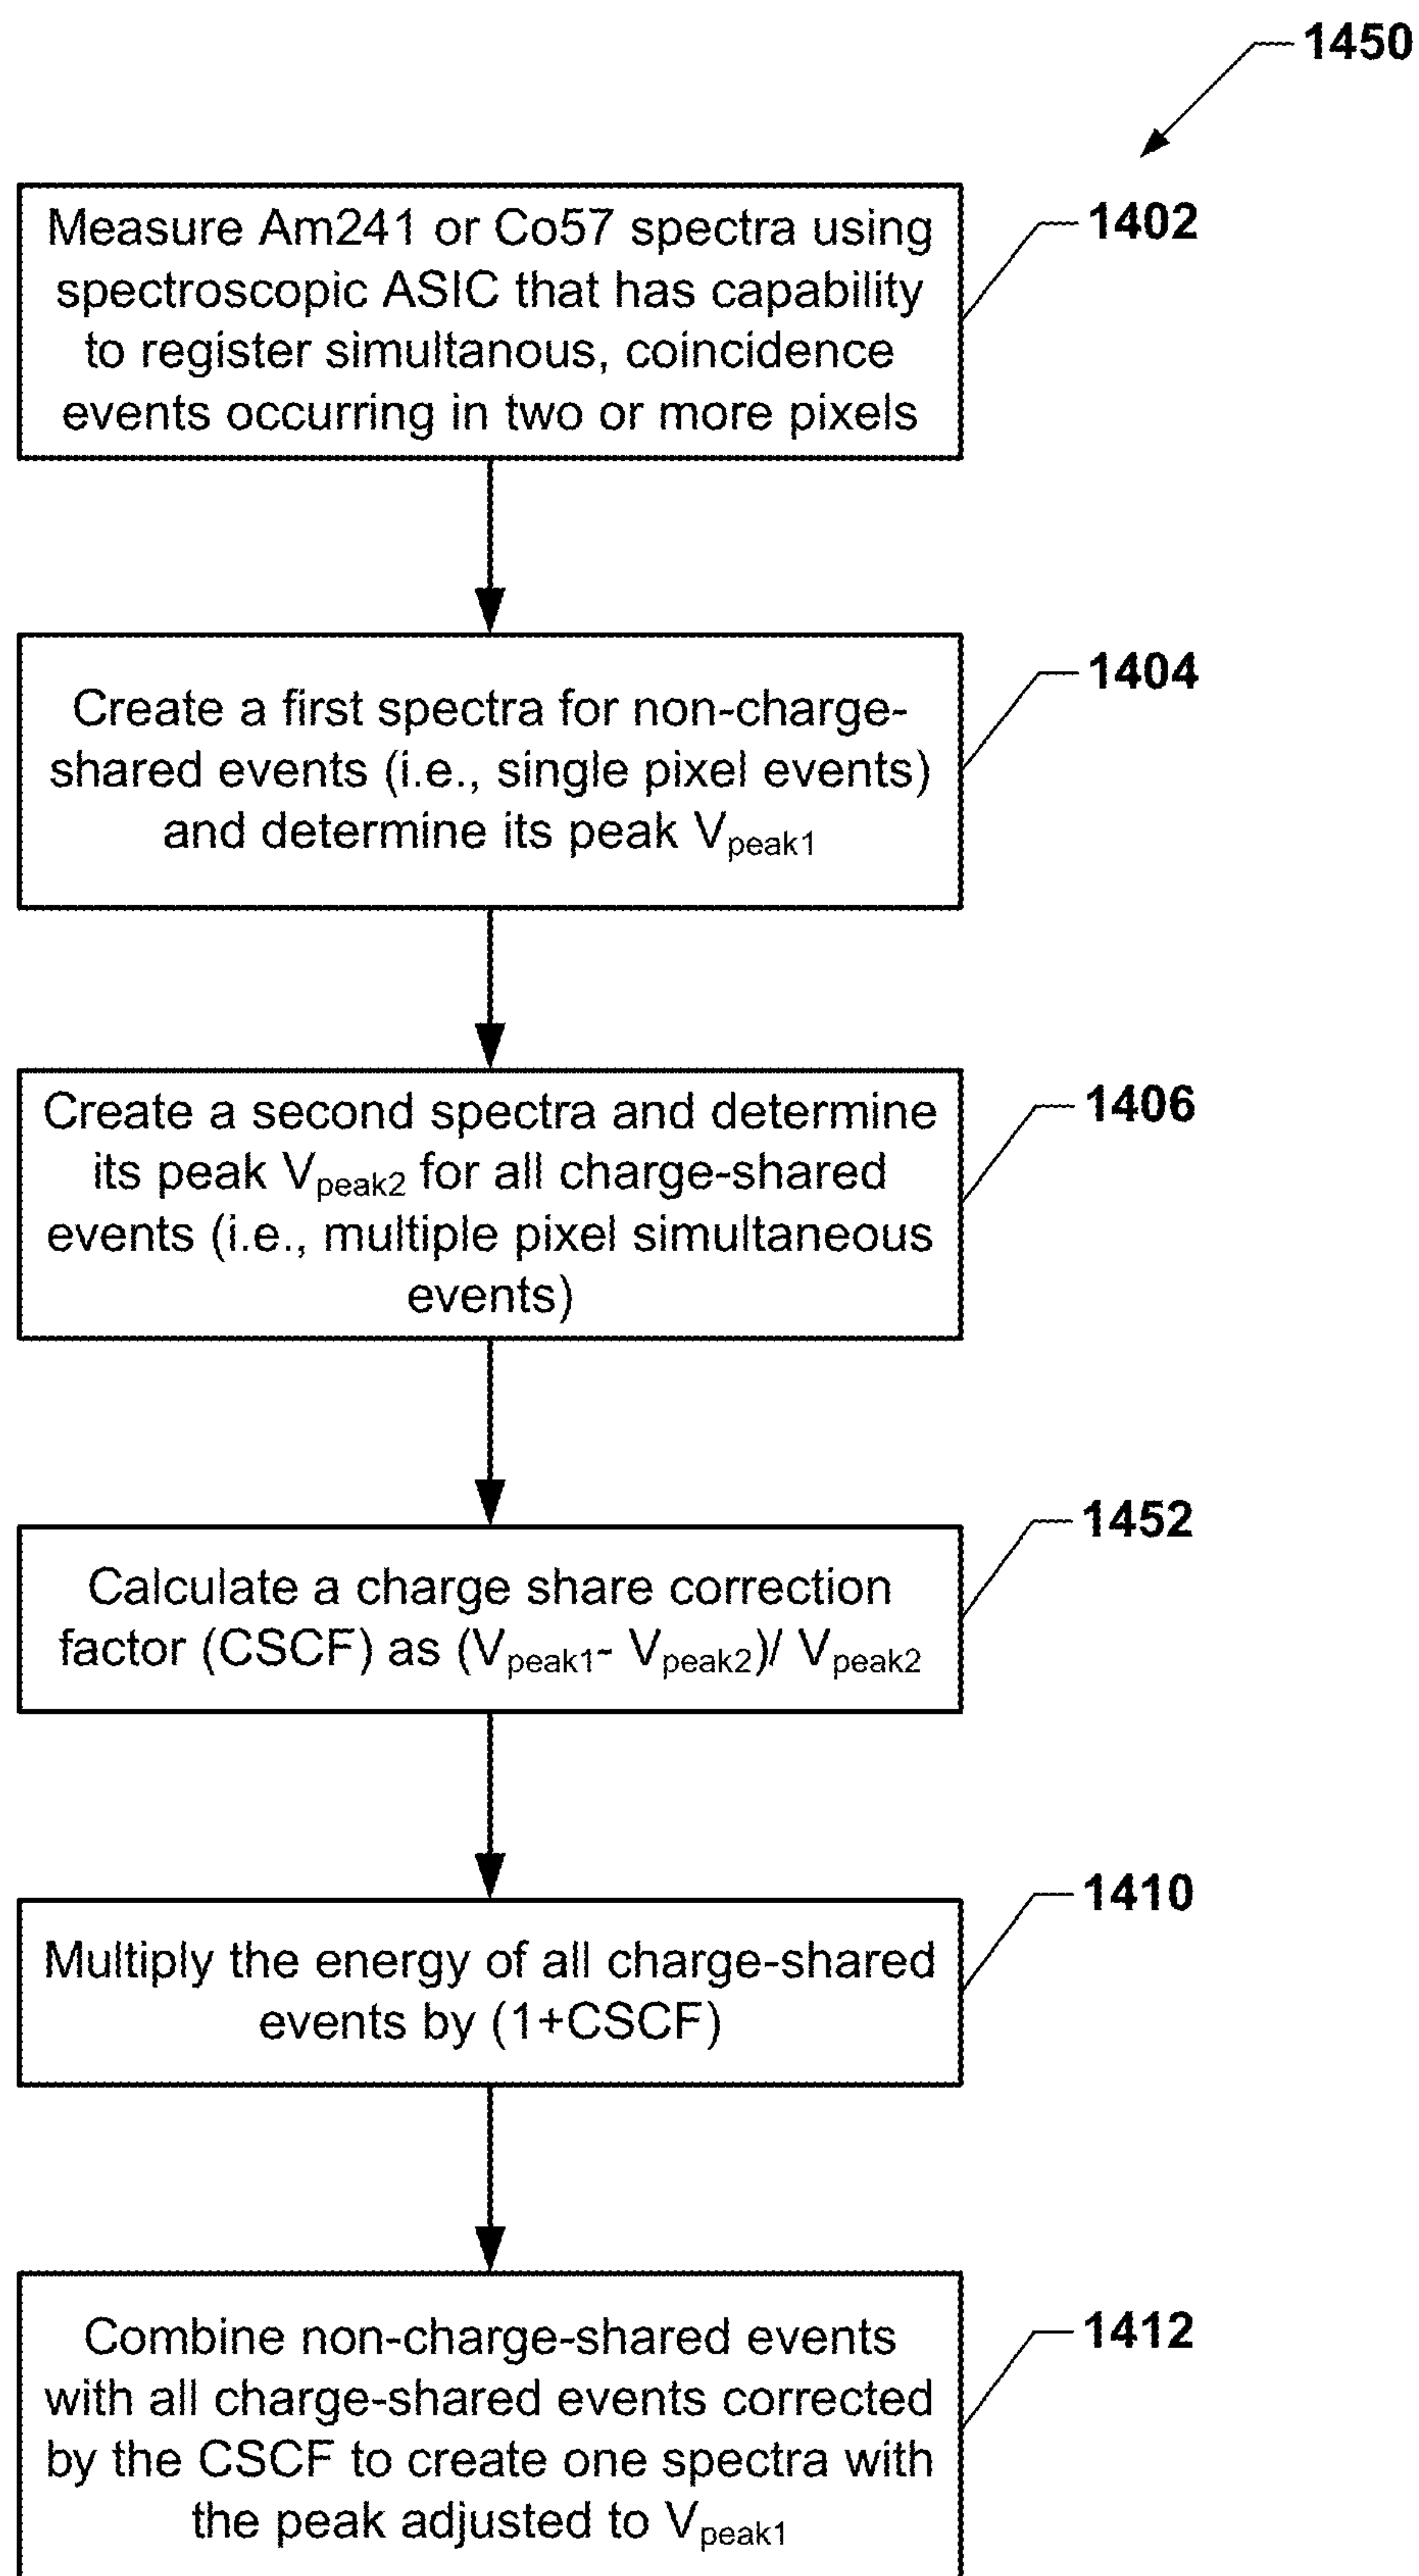 1450
Measure Am241 or Co57 spectra using
spectroscopic ASIC that has capability
to register simultanous, coincidence
events occurring in two or more pixels
1402
Create a first spectra for non-charge-
shared events (i.e., single pixel events)
and determine its peak Vpeak1
1404
Create a second spectra and determine
its peak Vpeak2 for all charge-shared
events (i.e., multiple pixel simultaneous
events)
1406
Calculate a charge share correction
factor (CSCF) as (Vpeak1- Vpeak2)/ Vpeak2
1452
Multiply the energy of all charge-shared
events by (1+CSCF)
1410
Combine non-charge-shared events
with all charge-shared events corrected
by the CSCF to create one spectra with
the peak adjusted to Vpeak1
1412